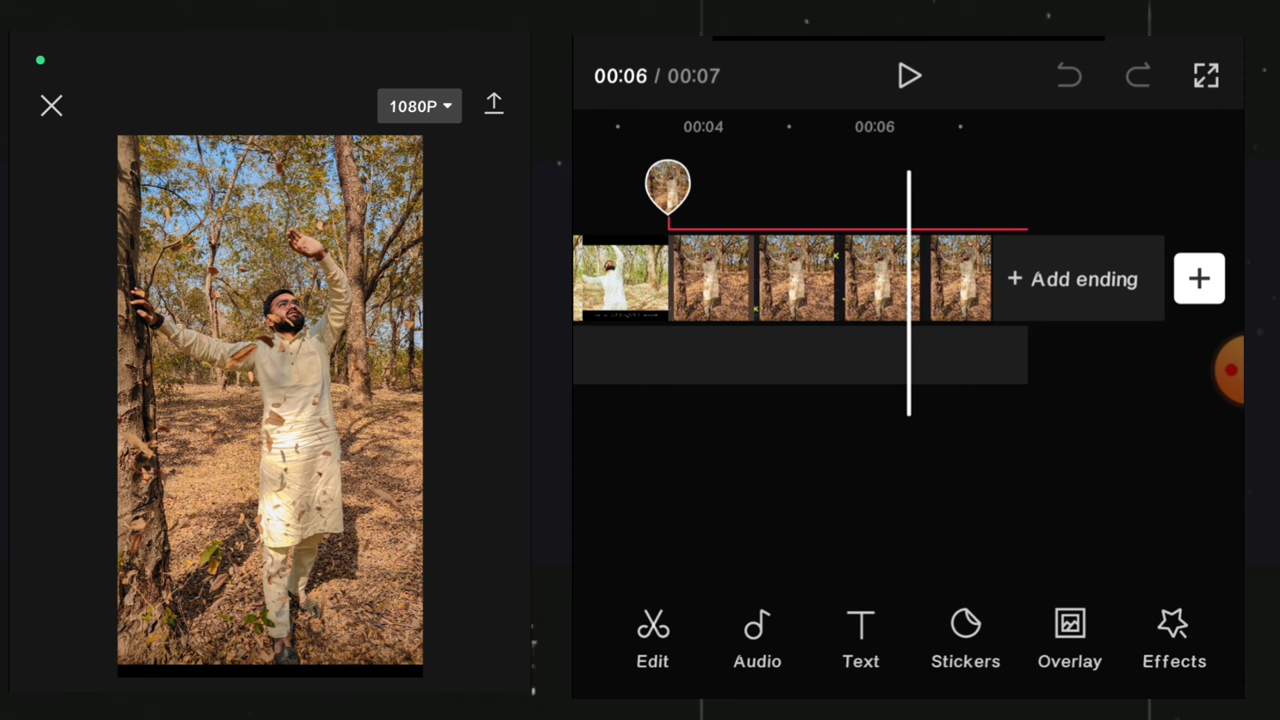 1080P
00:06 / 00:07
00:04
00:06
+ Add ending
Edit
Audio
Text
Stickers
Overlay
Effects